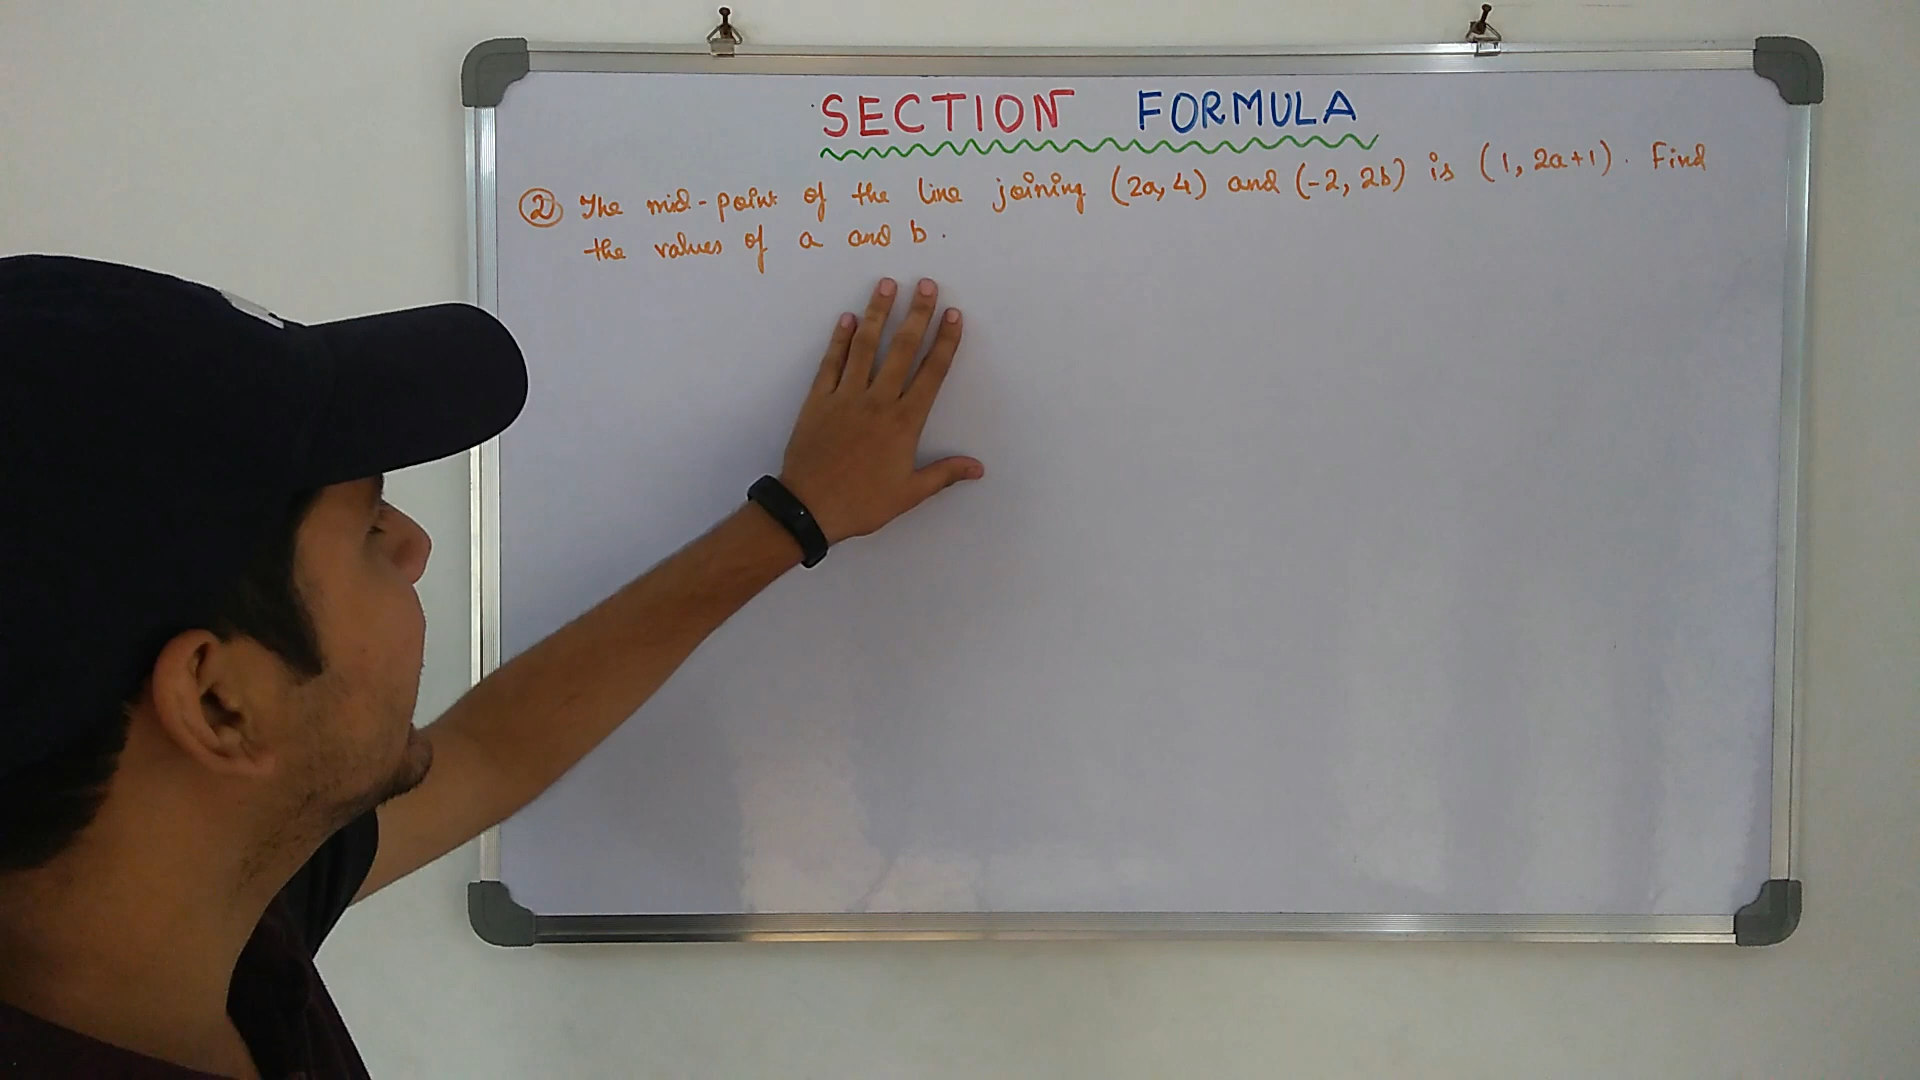 SECTION FORMULA
② The mid-point of the line joining (2a, 4) and (-2, 2b) is (1, 2a+1). Find
the values of a and b.